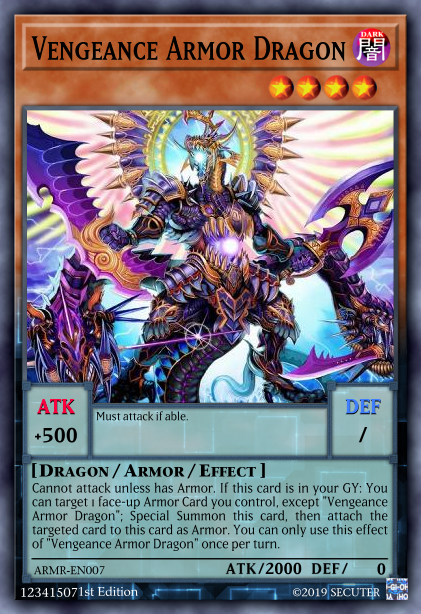 VENGEANCE ARMOR DRAGON
DARK
闇
ATK
+500
Must attack if able.
DEF
/
[ DRAGON / ARMOR / EFFECT ]
Cannot attack unless has Armor. If this card is in your GY: You
can target 1 face-up Armor Card you control, except "Vengeance
Armor Dragon"; Special Summon this card, then attach the
targeted card to this card as Armor. You can only use this effect
of "Vengeance Armor Dragon" once per turn.
ATK/2000 DEF/ 0
ARMR-EN007
12341507 1st Edition
©2019 SECUTER